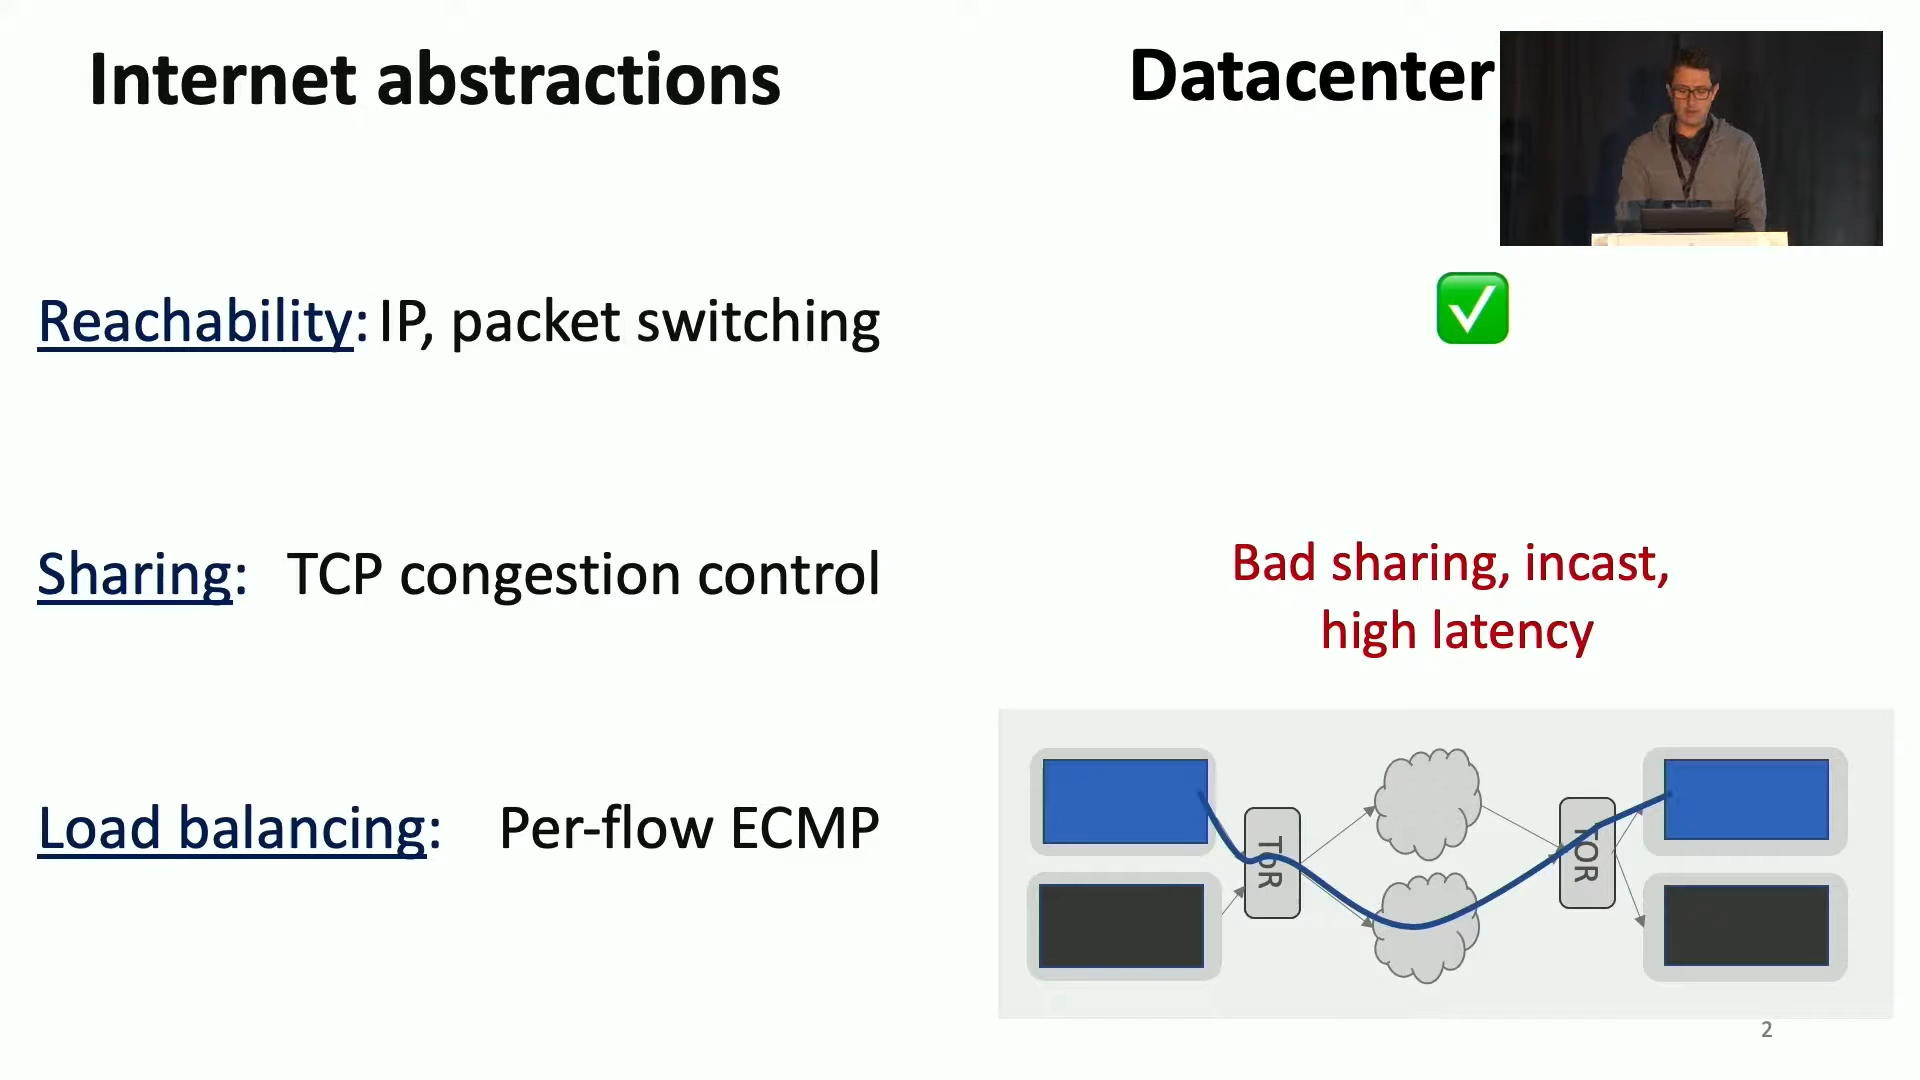 Internet abstractions
Datacenter
Reachability: IP, packet switching
Sharing: TCP congestion control
Bad sharing, incast,
high latency
Load balancing: Per-flow ECMP
ToR
TOR
2